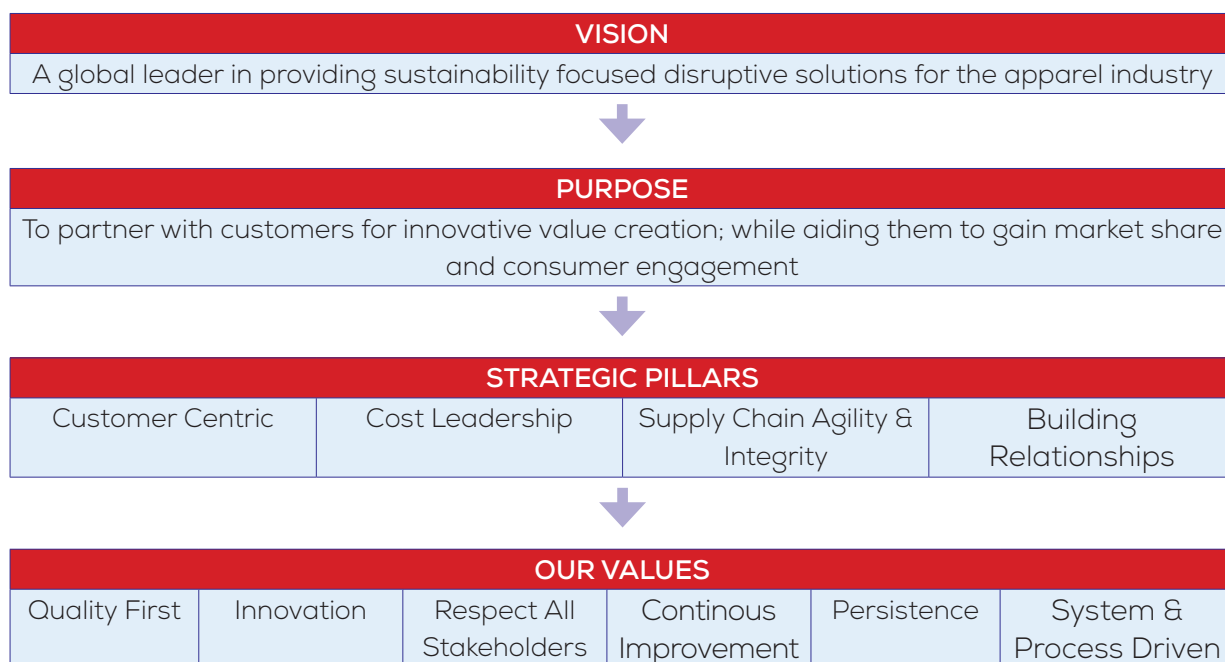 VISION
A global leader in providing sustainability focused disruptive solutions for the apparel industry
PURPOSE
To partner with customers for innovative value creation; while aiding them to gain market share
and consumer engagement
STRATEGIC PILLARS
Customer Centric
Cost Leadership
Supply Chain Agility &
Integrity
Building
Relationships
OUR VALUES
Quality First
Innovation
Respect All
Stakeholders
Continous
Improvement
Persistence
System &
Process Driven